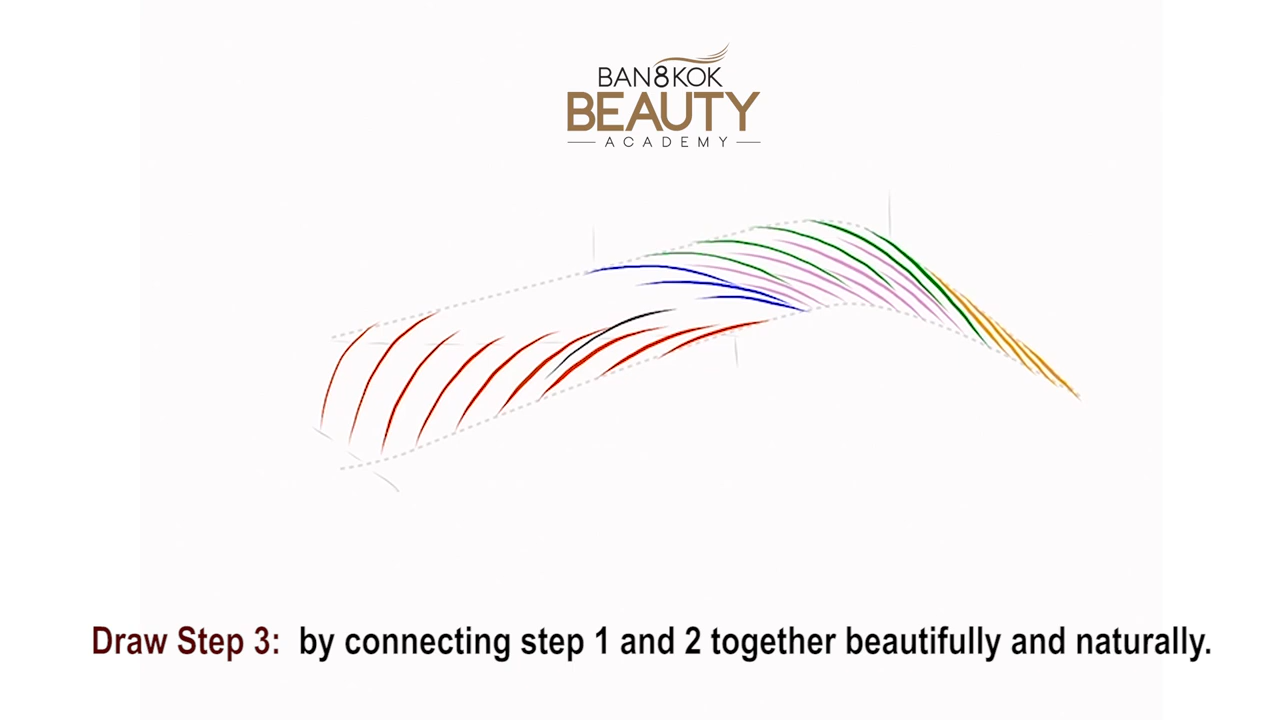 BAN8KOK
BEAUTY
ACADEMY
Draw Step 3: by connecting step 1 and 2 together beautifully and naturally.